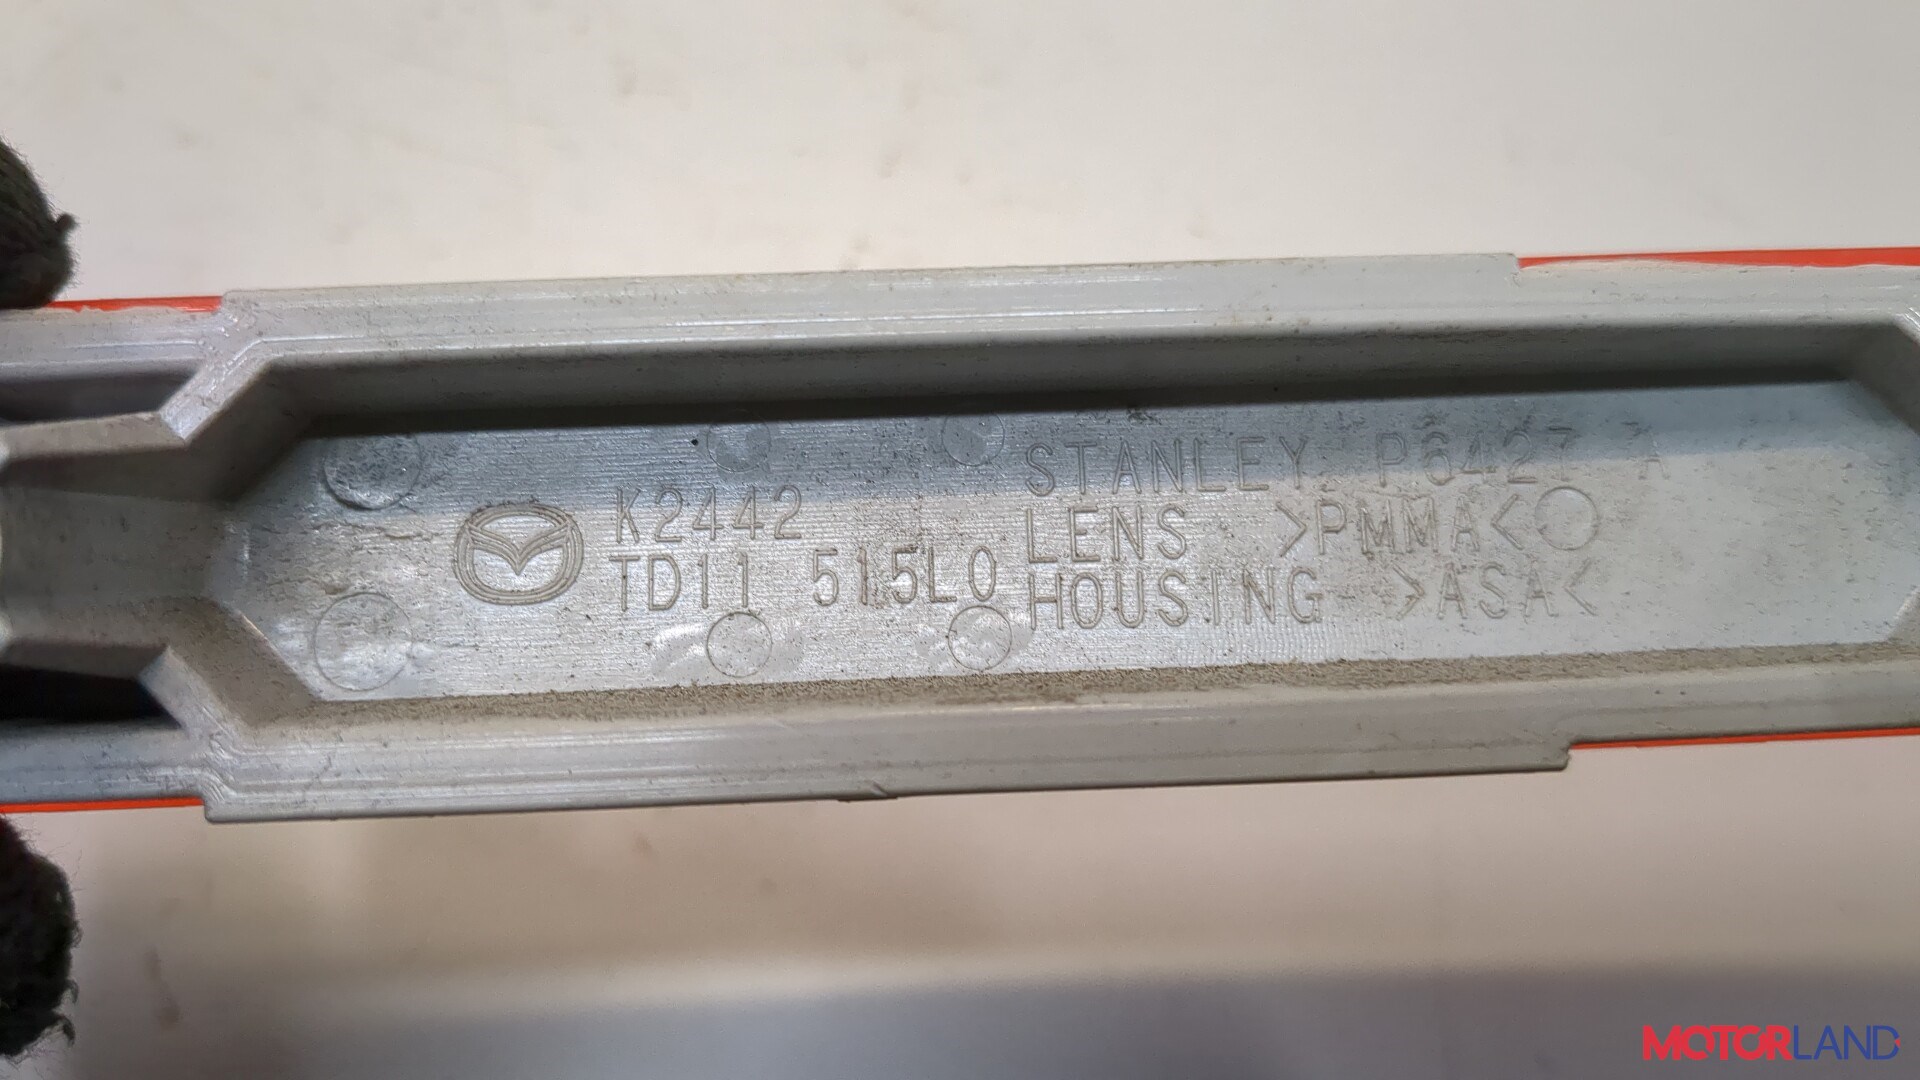 K2442
TD11 515L0
STANLEY P6427 A
LENS >PMMA<
HOUSING >ASA<
MOTORLAND